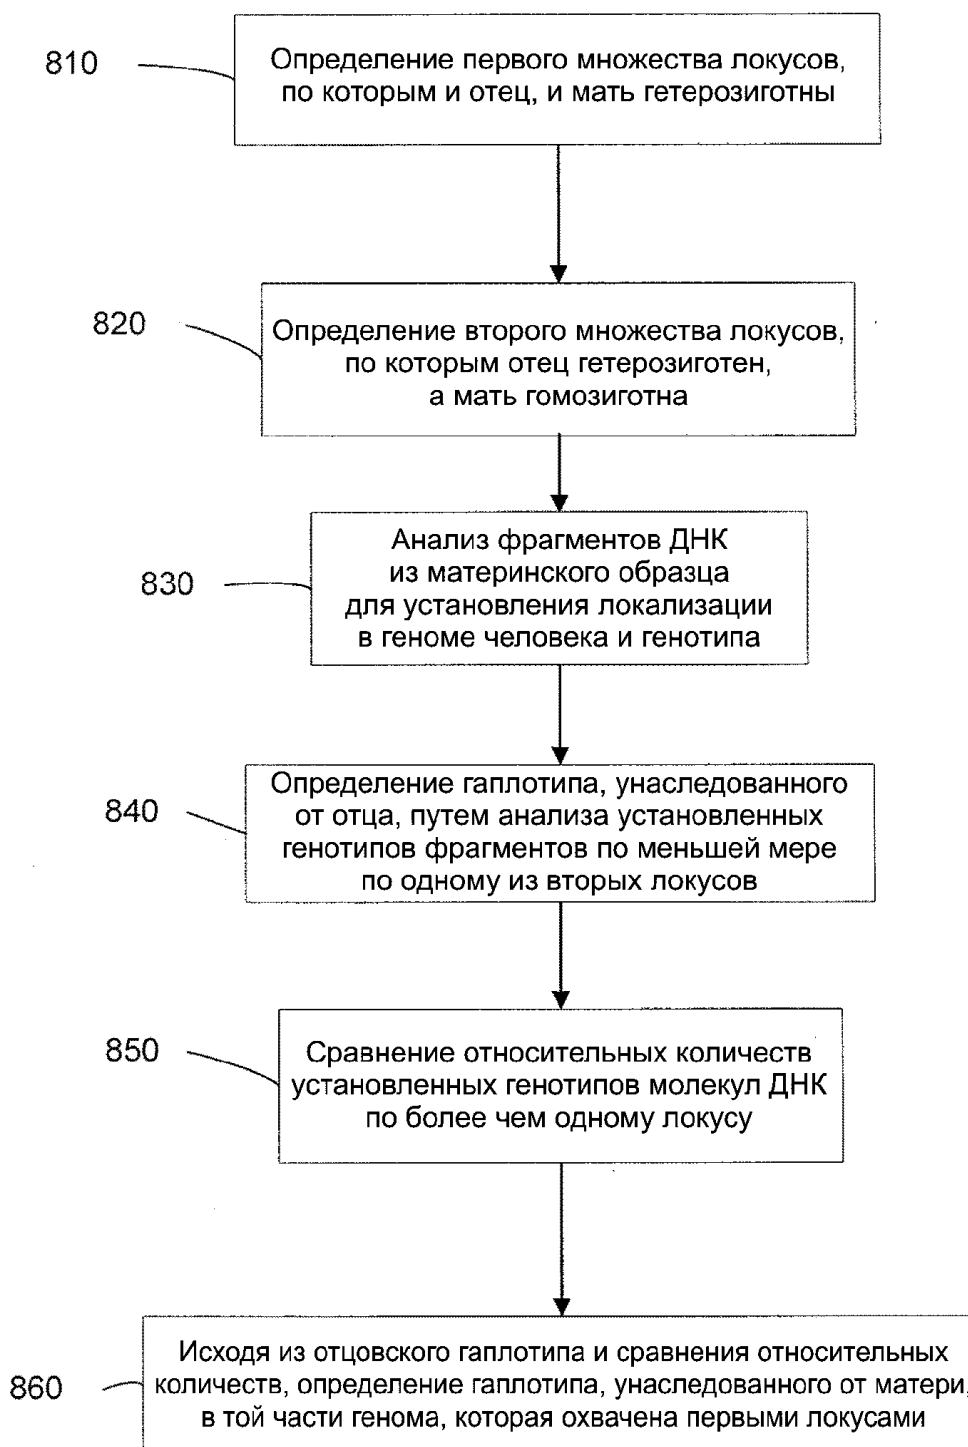 810
Определение первого множества локусов,
по которым и отец, и мать гетерозиготны
820
Определение второго множества локусов,
по которым отец гетерозиготен,
а мать гомозиготна
830
Анализ фрагментов ДНК
из материнского образца
для установления локализации
в геноме человека и генотипа
840
Определение гаплотипа, унаследованного
от отца, путем анализа установленных
генотипов фрагментов по меньшей мере
по одному из вторых локусов
850
Сравнение относительных количеств
установленных генотипов молекул ДНК
по более чем одному локусу
860
Исходя из отцовского гаплотипа и сравнения относительных
количеств, определение гаплотипа, унаследованного от матери,
в той части генома, которая охвачена первыми локусами